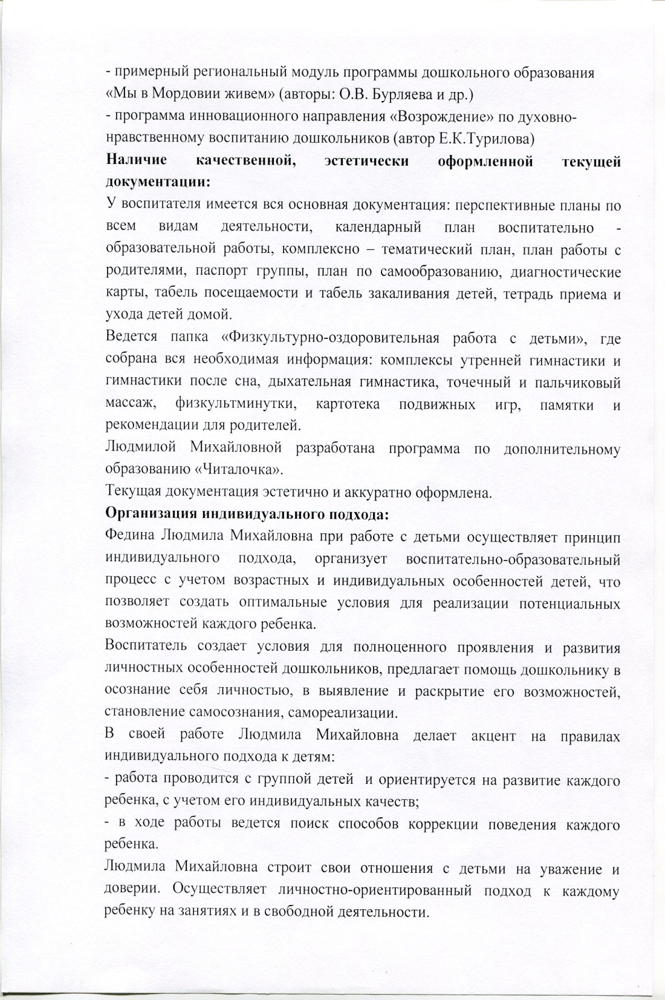 - примерный региональный модуль программы дошкольного образования
«Мы в Мордовии живем» (авторы: О.В. Бурляева и др.)
- программа инновационного направления «Возрождение» по духовно-
нравственному воспитанию дошкольников (автор Е.К.Турилова)
Наличие качественной, эстетически оформленной текущей
документации:
У воспитателя имеется вся основная документация: перспективные планы по
всем видам деятельности, календарный план воспитательно -
образовательной работы, комплексно – тематический план, план работы с
родителями, паспорт группы, план по самообразованию, диагностические
карты, табель посещаемости и табель закаливания детей, тетрадь приема и
ухода детей домой.
Ведется папка «Физкультурно-оздоровительная работа с детьми», где
собрана вся необходимая информация: комплексы утренней гимнастики и
гимнастики после сна, дыхательная гимнастика, точечный и пальчиковый
массаж, физкультминутки, картотека подвижных игр, памятки и
рекомендации для родителей.
Людмилой Михайловной разработана программа по дополнительному
образованию «Читалочка».
Текущая документация эстетично и аккуратно оформлена.
Организация индивидуального подхода:
Федина Людмила Михайловна при работе с детьми осуществляет принцип
индивидуального подхода, организует воспитательно-образовательный
процесс с учетом возрастных и индивидуальных особенностей детей, что
позволяет создать оптимальные условия для реализации потенциальных
возможностей каждого ребенка.
Воспитатель создает условия для полноценного проявления и развития
личностных особенностей дошкольников, предлагает помощь дошкольнику в
осознание себя личностью, в выявление и раскрытие его возможностей,
становление самосознания, самореализации.
В своей работе Людмила Михайловна делает акцент на правилах
индивидуального подхода к детям:
- работа проводится с группой детей и ориентируется на развитие каждого
ребенка, с учетом его индивидуальных качеств;
- в ходе работы ведется поиск способов коррекции поведения каждого
ребенка.
Людмила Михайловна строит свои отношения с детьми на уважение и
доверии. Осуществляет личностно-ориентированный подход к каждому
ребенку на занятиях и в свободной деятельности.